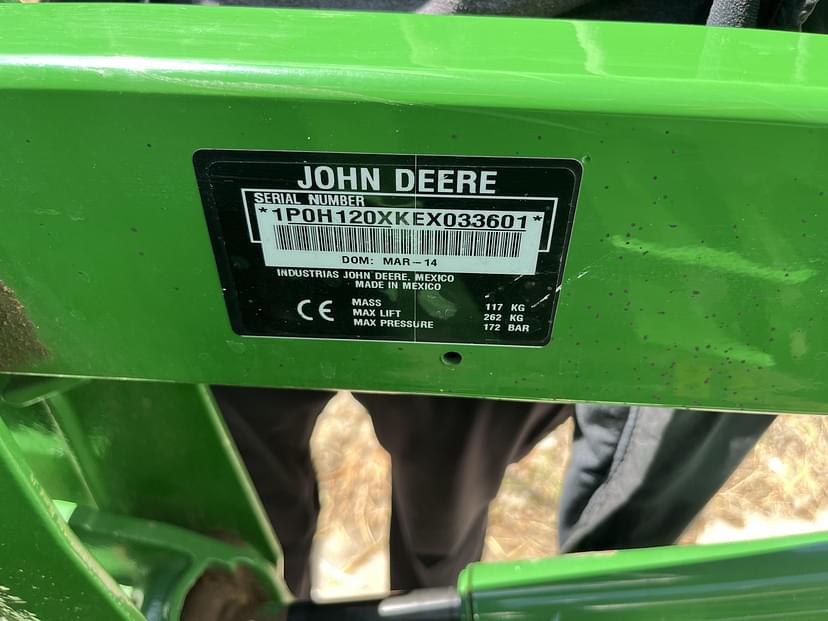 JOHN DEERE
SERIAL NUMBER
*1P0H120XKEX033601*
DOM: MAR-14
INDUSTRIAS JOHN DEERE, MEXICO
MADE IN MEXICO
CE
MASS 117 KG
MAX LIFT 262 KG
MAX PRESSURE 172 BAR